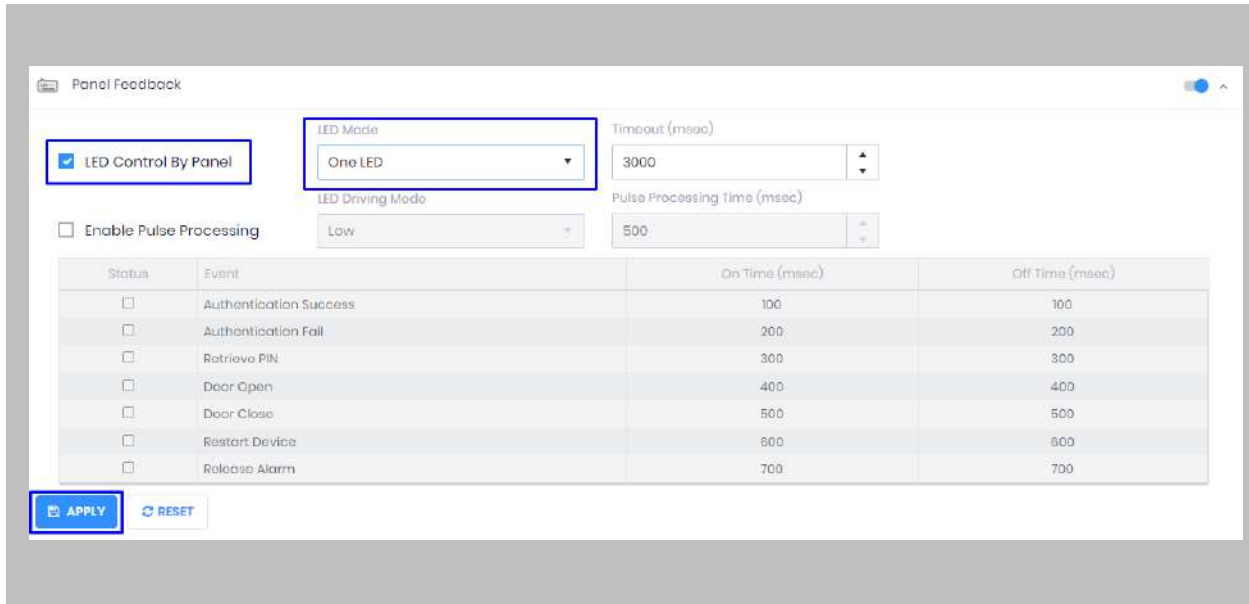 Panel Feedback
LED Control By Panel
LED Mode
One LED
Timeout (msec)
3000
Enable Pulse Processing
LED Driving Mode
Low
Pulse Processing Time (msec)
500
Status Event On Time (msec) Off Time (msec)
Authentication Success 100 100
Authentication Fail 200 200
Retrieve PIN 300 300
Door Open 400 400
Door Close 500 500
Restart Device 600 600
Release Alarm 700 700
APPLY RESET